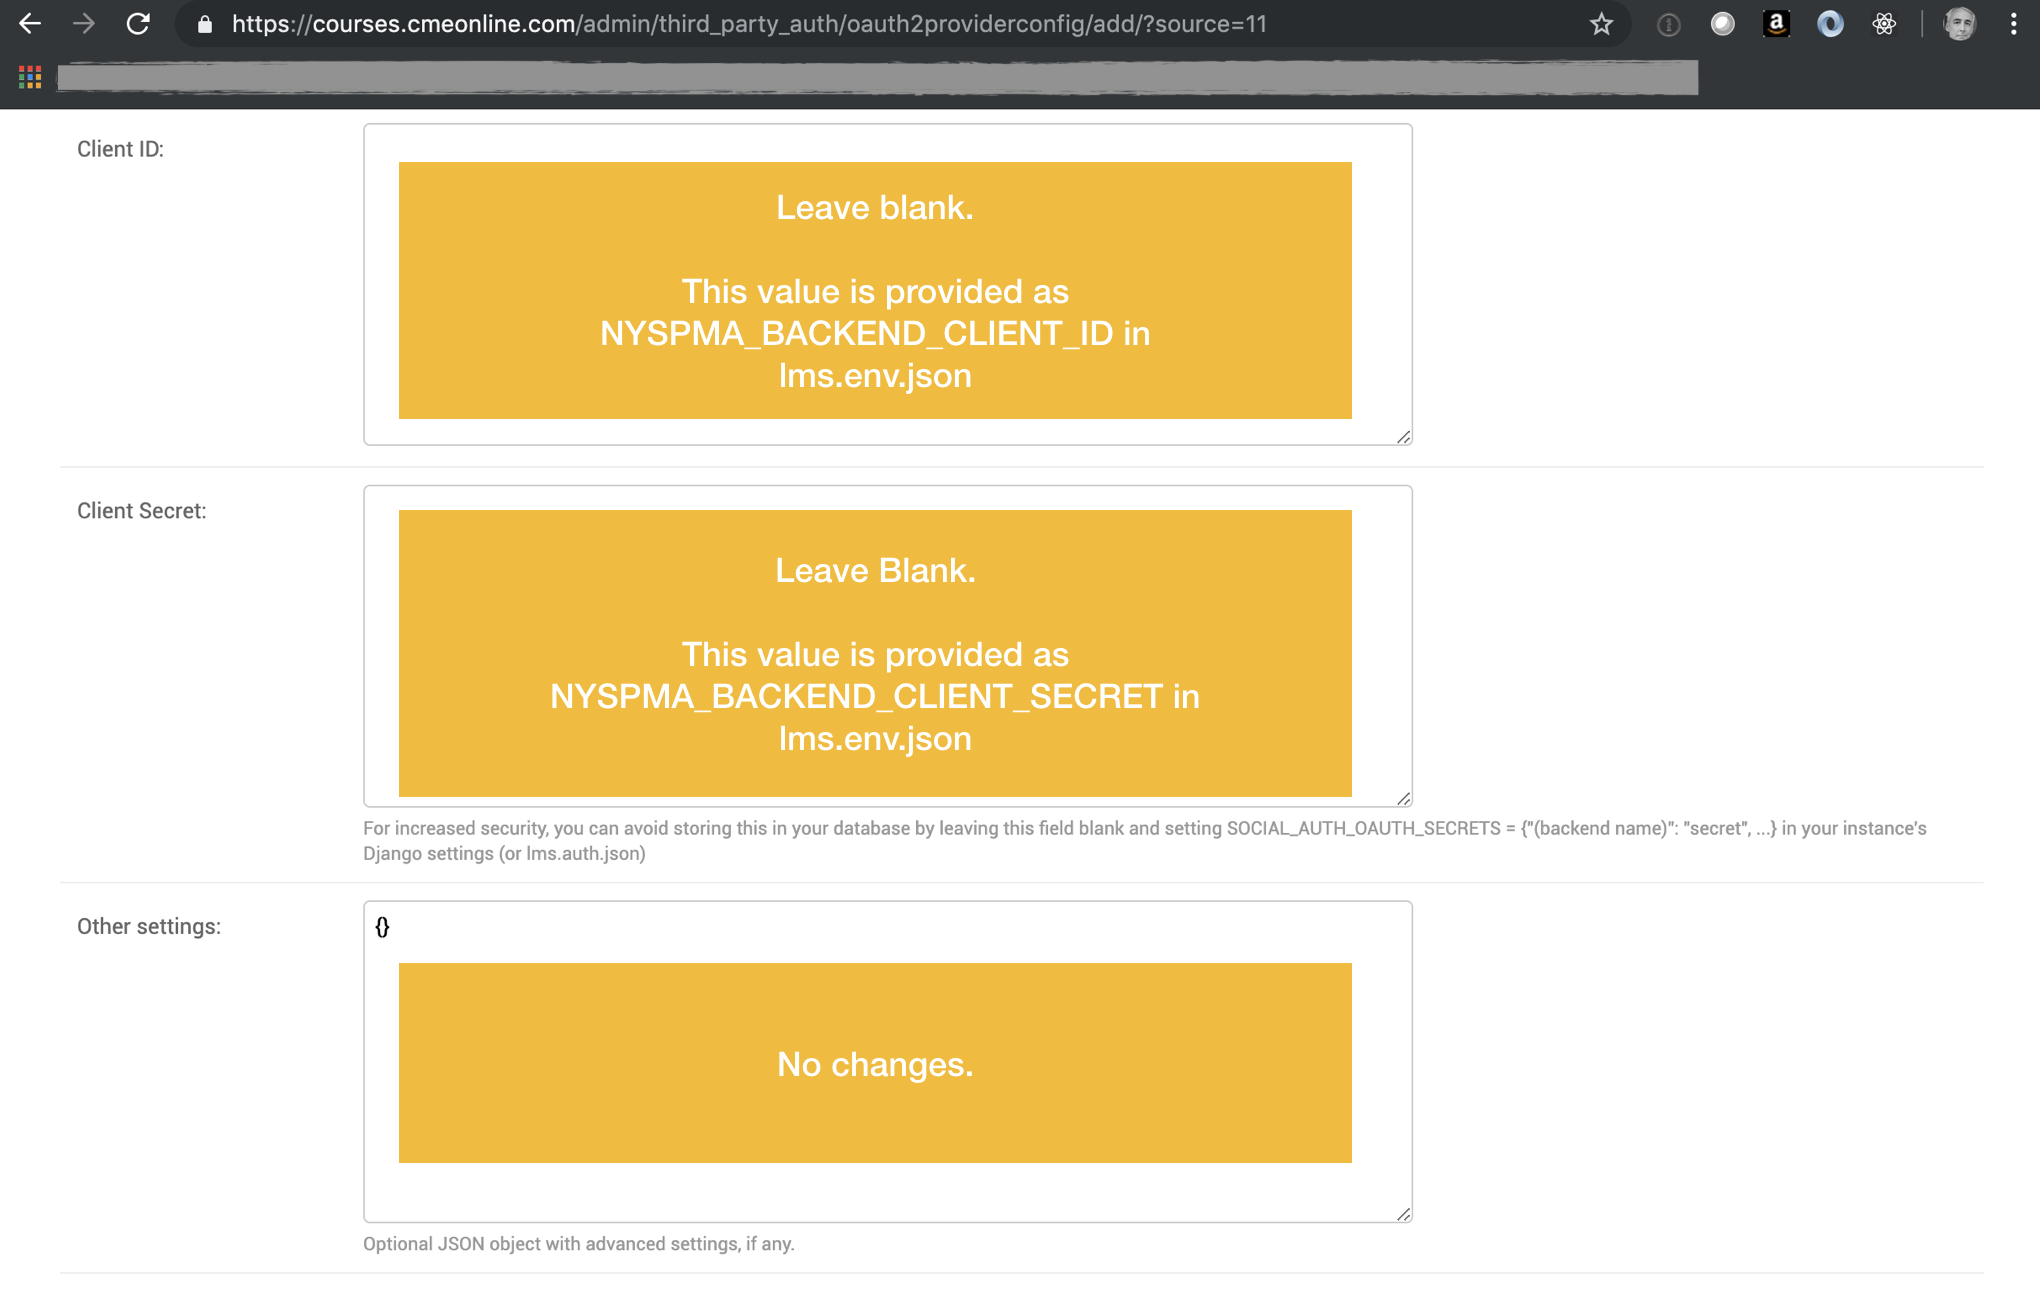 https://courses.cmeonline.com/admin/third_party_auth/oauth2providerconfig/add/?source=11
Client ID:
Leave blank.
This value is provided as
NYSPMA_BACKEND_CLIENT_ID in
lms.env.json
Client Secret:
Leave Blank.
This value is provided as
NYSPMA_BACKEND_CLIENT_SECRET in
lms.env.json
For increased security, you can avoid storing this in your database by leaving this field blank and setting SOCIAL_AUTH_OAUTH_SECRETS = {"(backend name)": "secret", ...} in your instance's
Django settings (or lms.auth.json)
Other settings:
{}
No changes.
Optional JSON object with advanced settings, if any.